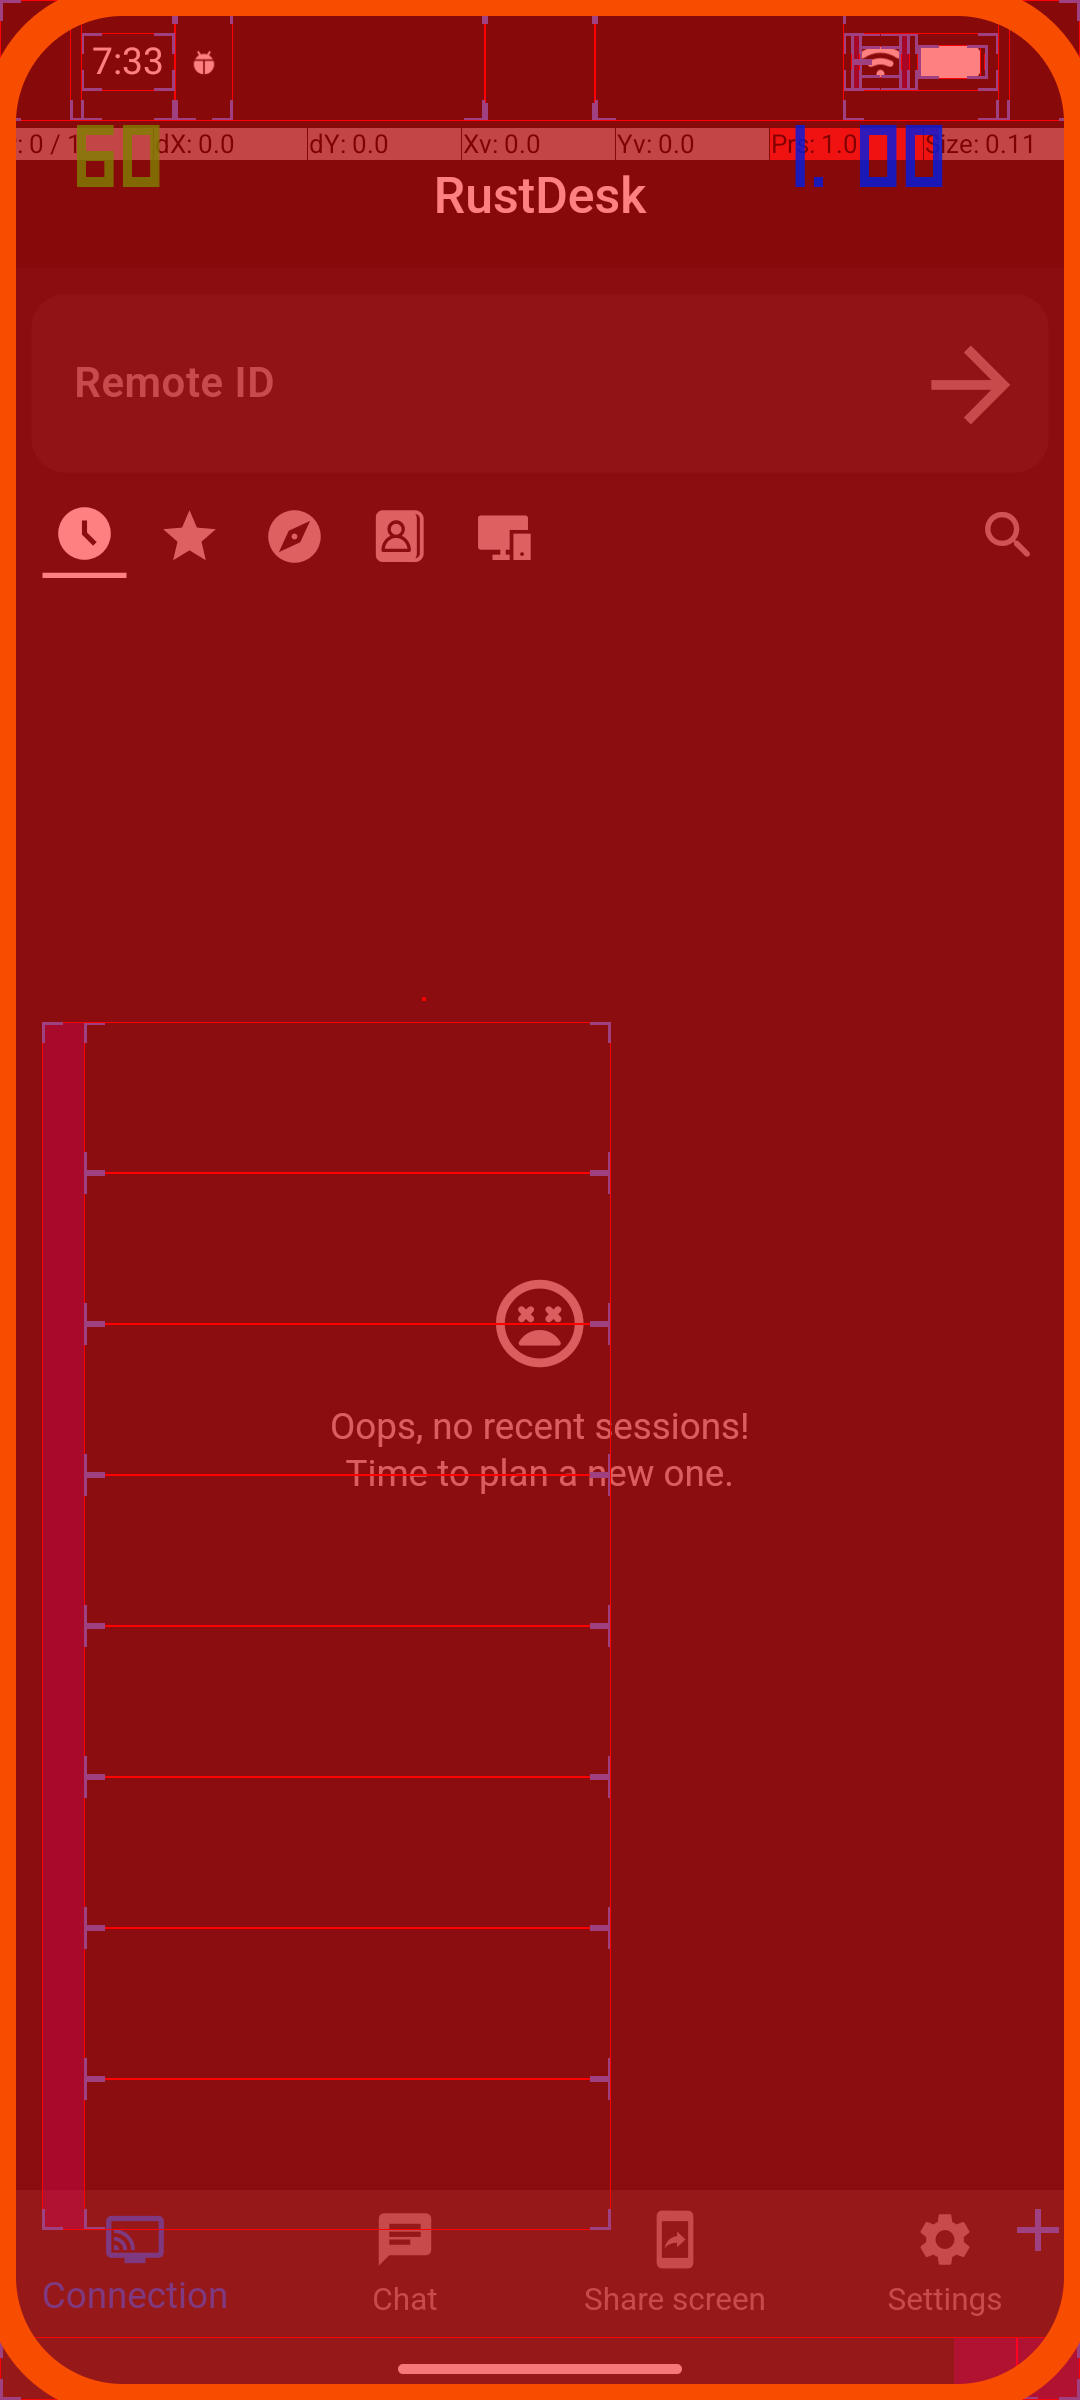 7:33
: 0 / 1 dX: 0.0 dY: 0.0 Xv: 0.0 Yv: 0.0 Prs: 1.0 Size: 0.11
60 1.00
RustDesk
Remote ID
Oops, no recent sessions!
Time to plan a new one.
Connection Chat Share screen Settings